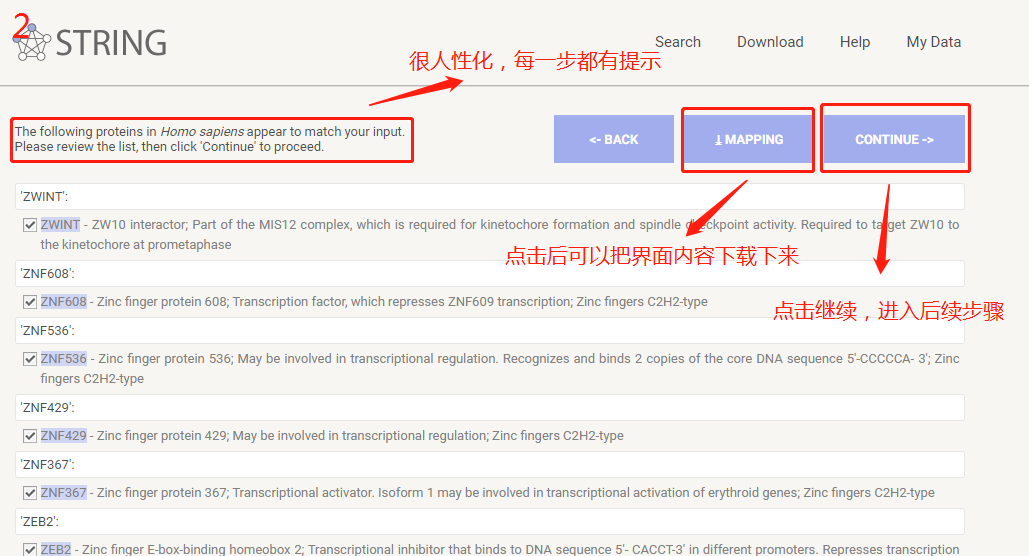 2
STRING
Search Download Help My Data
很人性化，每一步都有提示
The following proteins in Homo sapiens appear to match your input.
Please review the list, then click 'Continue' to proceed.
<- BACK
MAPPING
CONTINUE ->
'ZWINT':
ZWINT - ZW10 interactor; Part of the MIS12 complex, which is required for kinetochore formation and spindle checkpoint activity. Required to target ZW10 to
the kinetochore at prometaphase
点击后可以把界面内容下载下来
'ZNF608':
ZNF608 - Zinc finger protein 608; Transcription factor, which represses ZNF609 transcription; Zinc fingers C2H2-type
点击继续，进入后续步骤
'ZNF536':
ZNF536 - Zinc finger protein 536; May be involved in transcriptional regulation. Recognizes and binds 2 copies of the core DNA sequence 5'-CCCCCA- 3'; Zinc
fingers C2H2-type
'ZNF429':
ZNF429 - Zinc finger protein 429; May be involved in transcriptional regulation; Zinc fingers C2H2-type
'ZNF367':
ZNF367 - Zinc finger protein 367; Transcriptional activator. Isoform 1 may be involved in transcriptional activation of erythroid genes; Zinc fingers C2H2-type
'ZEB2':
ZEB2 - Zinc finger E-box-binding homeobox 2; Transcriptional inhibitor that binds to DNA sequence 5'- CACCT-3' in different promoters. Represses transcription